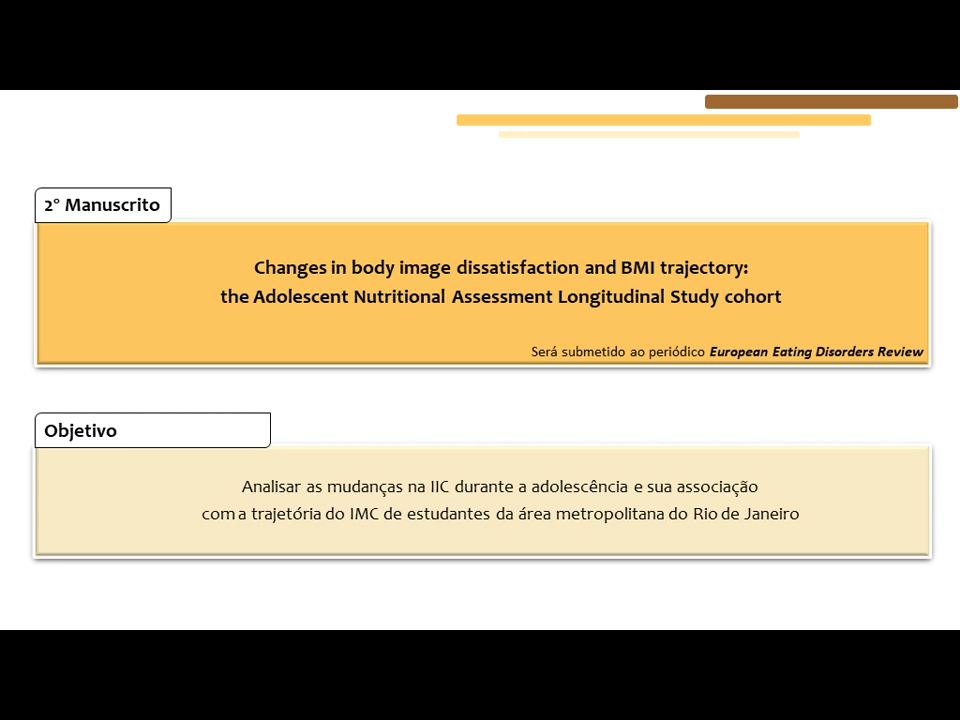 2° Manuscrito
Changes in body image dissatisfaction and BMI trajectory:
the Adolescent Nutritional Assessment Longitudinal Study cohort
Será submetido ao periódico European Eating Disorders Review
Objetivo
Analisar as mudanças na IIC durante a adolescência e sua associação
com a trajetória do IMC de estudantes da área metropolitana do Rio de Janeiro